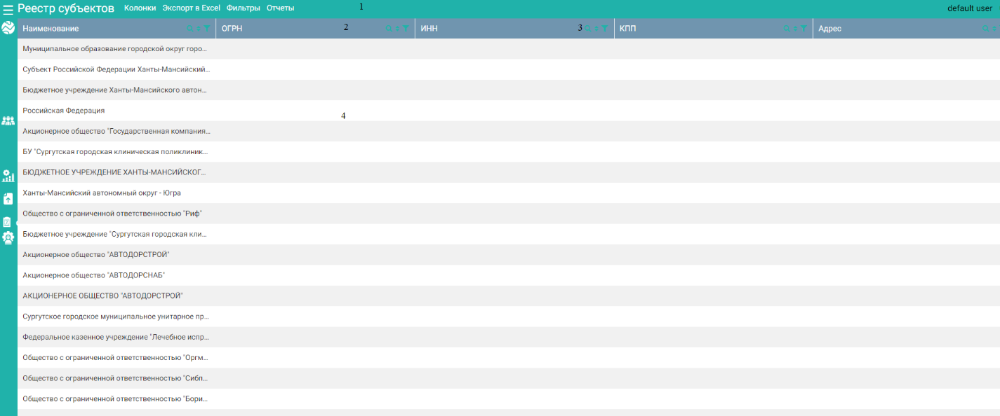 Реестр субъектов Колонки Экспорт в Excel Фильтры Отчеты 1 default user
Наименование ОГРН 2 ИНН 3 КПП Адрес
Муниципальное образование городской округ горо...
Субъект Российской Федерации Ханты-Мансийский...
Бюджетное учреждение Ханты-Мансийского автон...
Российская Федерация 4
Акционерное общество "Государственная компания...
БУ "Сургутская городская клиническая поликлиник...
БЮДЖЕТНОЕ УЧРЕЖДЕНИЕ ХАНТЫ-МАНСИЙСКОГ...
Ханты-Мансийский автономный округ - Югра
Общество с ограниченной ответственностью "Риф"
Бюджетное учреждение "Сургутская городская кли...
Акционерное общество "АВТОДОРСТРОЙ"
Акционерное общество "АВТОДОРСНАБ"
АКЦИОНЕРНОЕ ОБЩЕСТВО "АВТОДОРСТРОЙ"
Сургутское городское муниципальное унитарное пр...
Федеральное казенное учреждение "Лечебное испр...
Общество с ограниченной ответственностью "Оргм...
Общество с ограниченной ответственностью "Сибп...
Общество с ограниченной ответственностью "Бори...